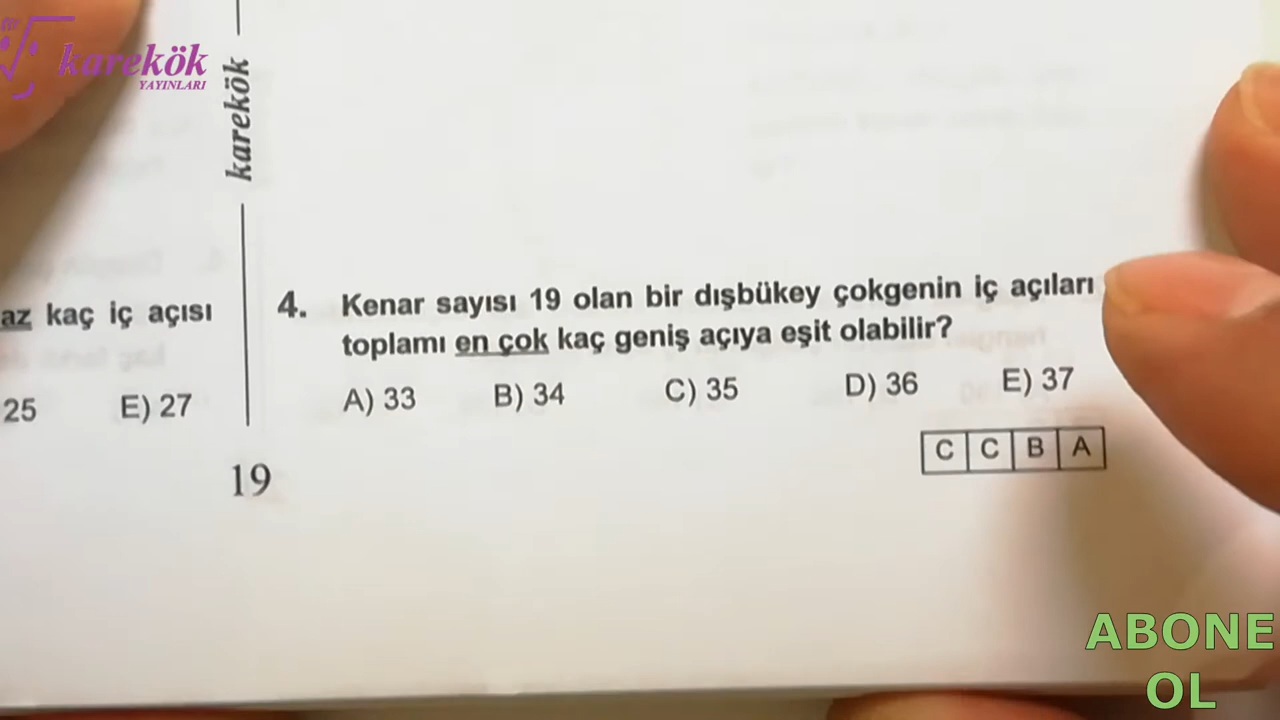 karekök
YAYINLARI
karekök
az kaç iç açısı
25 E) 27
19
4. Kenar sayısı 19 olan bir dışbükey çokgenin iç açıları
toplamı en çok kaç geniş açıya eşit olabilir?
A) 33 B) 34 C) 35 D) 36 E) 37
C C B A
ABONE
OL